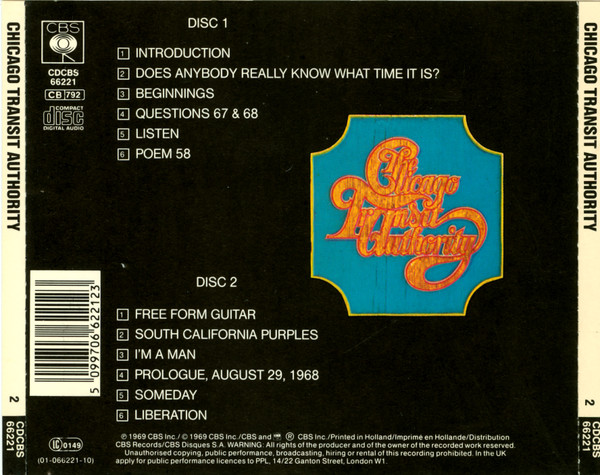 CHICAGO TRANSIT AUTHORITY
2
CDCBS
66221
CBS
CDCBS
66221
CB 792
COMPACT
disc
DIGITAL AUDIO
DISC 1
1 INTRODUCTION
2 DOES ANYBODY REALLY KNOW WHAT TIME IT IS?
3 BEGINNINGS
4 QUESTIONS 67 & 68
5 LISTEN
6 POEM 58
The
Chicago
Transit
Authority
DISC 2
1 FREE FORM GUITAR
2 SOUTH CALIFORNIA PURPLES
3 I'M A MAN
4 PROLOGUE, AUGUST 29, 1968
5 SOMEDAY
6 LIBERATION
5 099706 622123
LC 0149
(01-066221-10)
℗ 1969 CBS Inc./© 1969 CBS Inc./CBS and ® CBS Inc./Printed in Holland/Imprime en Hollande/Distribution
CBS Records/CBS Disques S.A. WARNING: All rights of the producer and of the owner of the recorded work reserved.
Unauthorised copying, public performance, broadcasting, hiring or rental of this recording prohibited. In the UK
apply for public performance licences to PPL, 14/22 Ganton Street, London W1.
CHICAGO TRANSIT AUTHORITY
2
CDCBS
66221